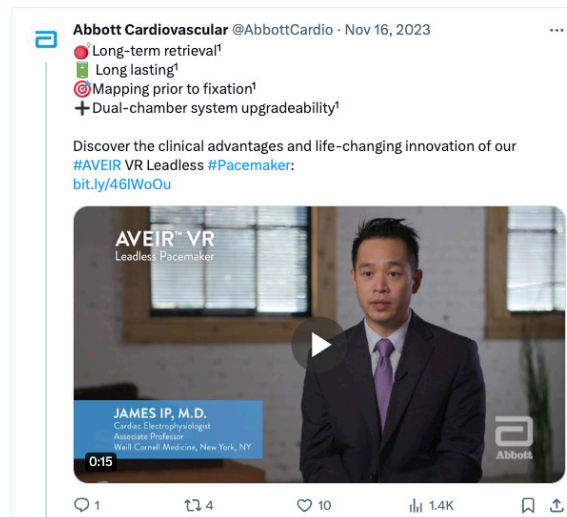 Abbott Cardiovascular @AbbottCardio · Nov 16, 2023
Long-term retrieval¹
Long lasting¹
Mapping prior to fixation¹
Dual-chamber system upgradeability¹
Discover the clinical advantages and life-changing innovation of our
#AVEIR VR Leadless #Pacemaker:
bit.ly/46lWoOu
AVEIR™ VR
Leadless Pacemaker
JAMES IP, M.D.
Cardiac Electrophysiologist
Associate Professor
Weill Cornell Medicine, New York, NY
0:15
Abbott
1 4 10 1.4K